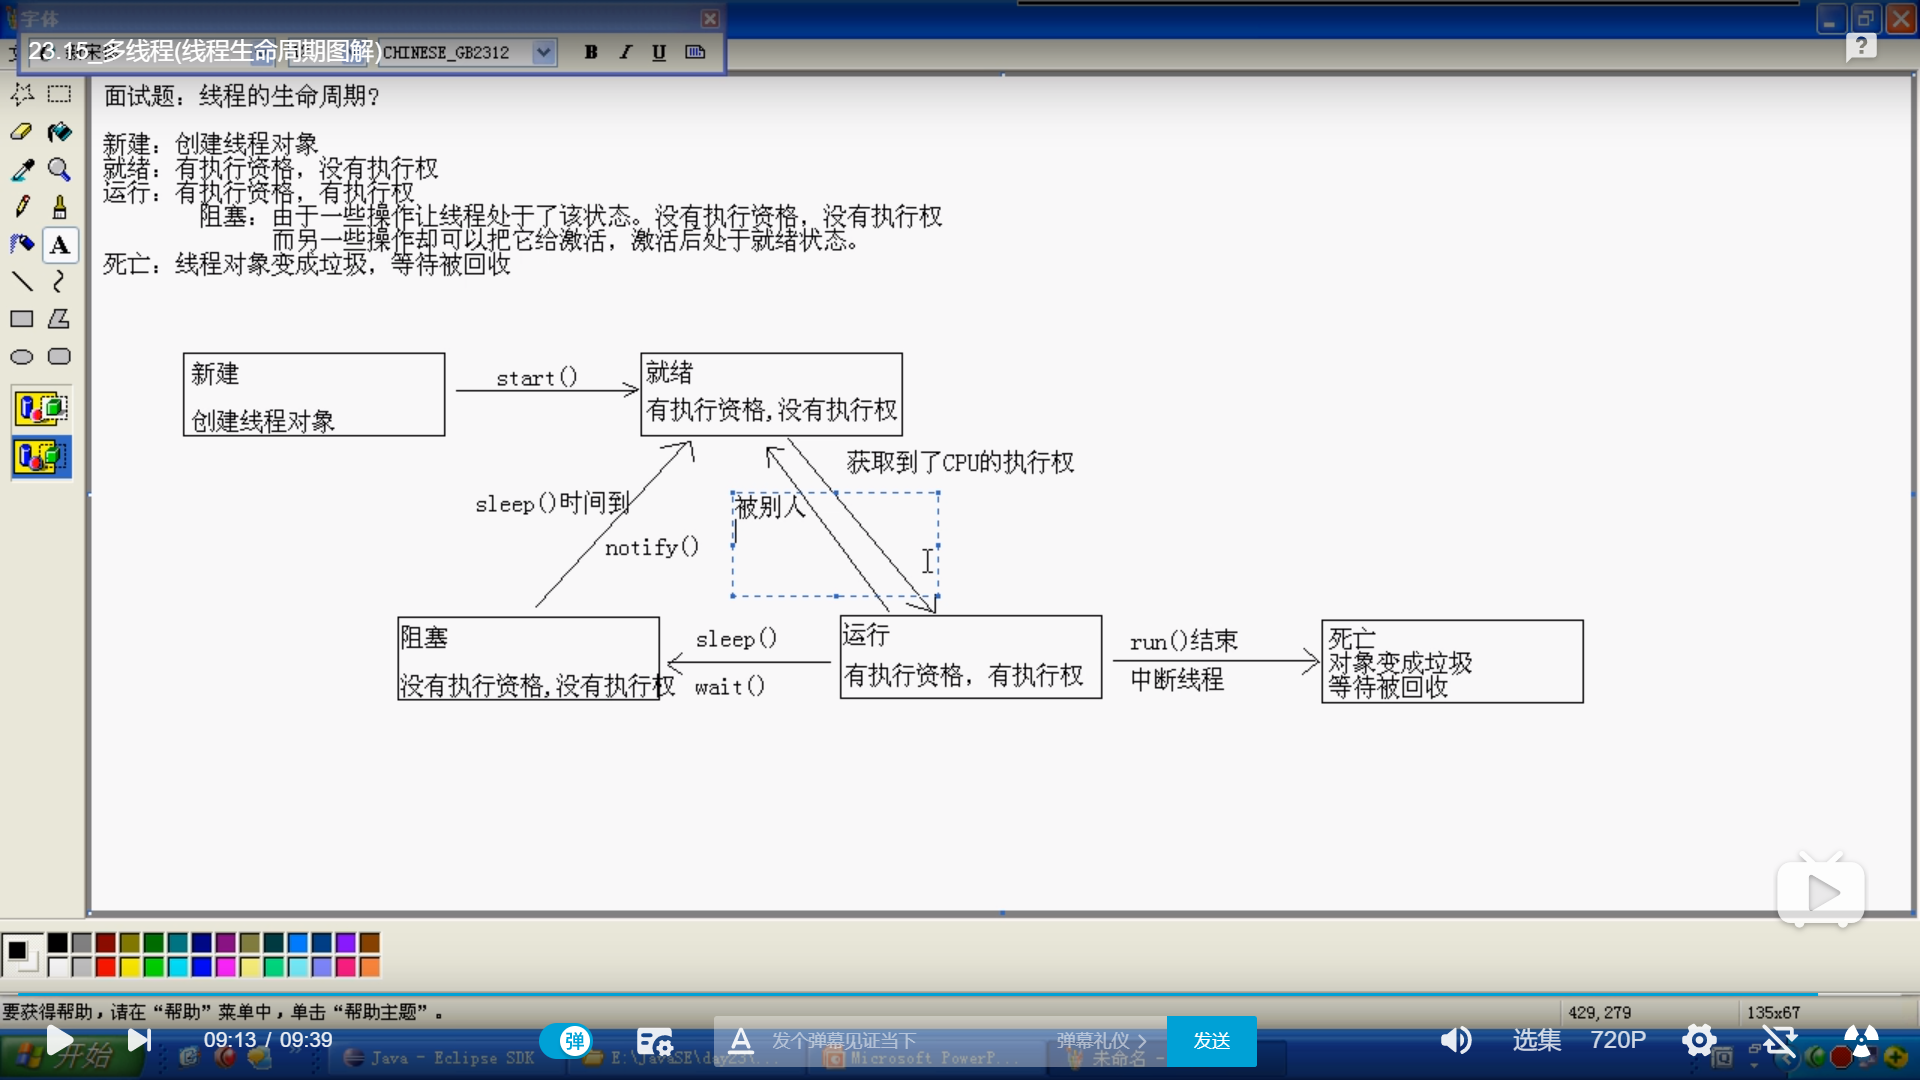 字体
23.15_多线程(线程生命周期图解)
CHINESE_GB2312
B I U
面试题：线程的生命周期？
新建：创建线程对象
就绪：有执行资格，没有执行权
运行：有执行资格，有执行权
阻塞：由于一些操作让线程处于了该状态。没有执行资格，没有执行权
而另一些操作却可以把它给激活，激活后处于就绪状态。
死亡：线程对象变成垃圾，等待被回收
新建
创建线程对象
start()
就绪
有执行资格,没有执行权
获取到了CPU的执行权
sleep()时间到
被别人
notify()
阻塞
没有执行资格,没有执行权
sleep()
wait()
运行
有执行资格，有执行权
run()结束
中断线程
死亡
对象变成垃圾
等待被回收
要获得帮助，请在“帮助”菜单中，单击“帮助主题”。
429,279
135x67
09:13 / 09:39
弹
发个弹幕见证当下
弹幕礼仪
发送
选集
720P
开始
Java - Eclipse SDK
E:\JavaSE\day23\...
Microsoft PowerP...
未命名 -